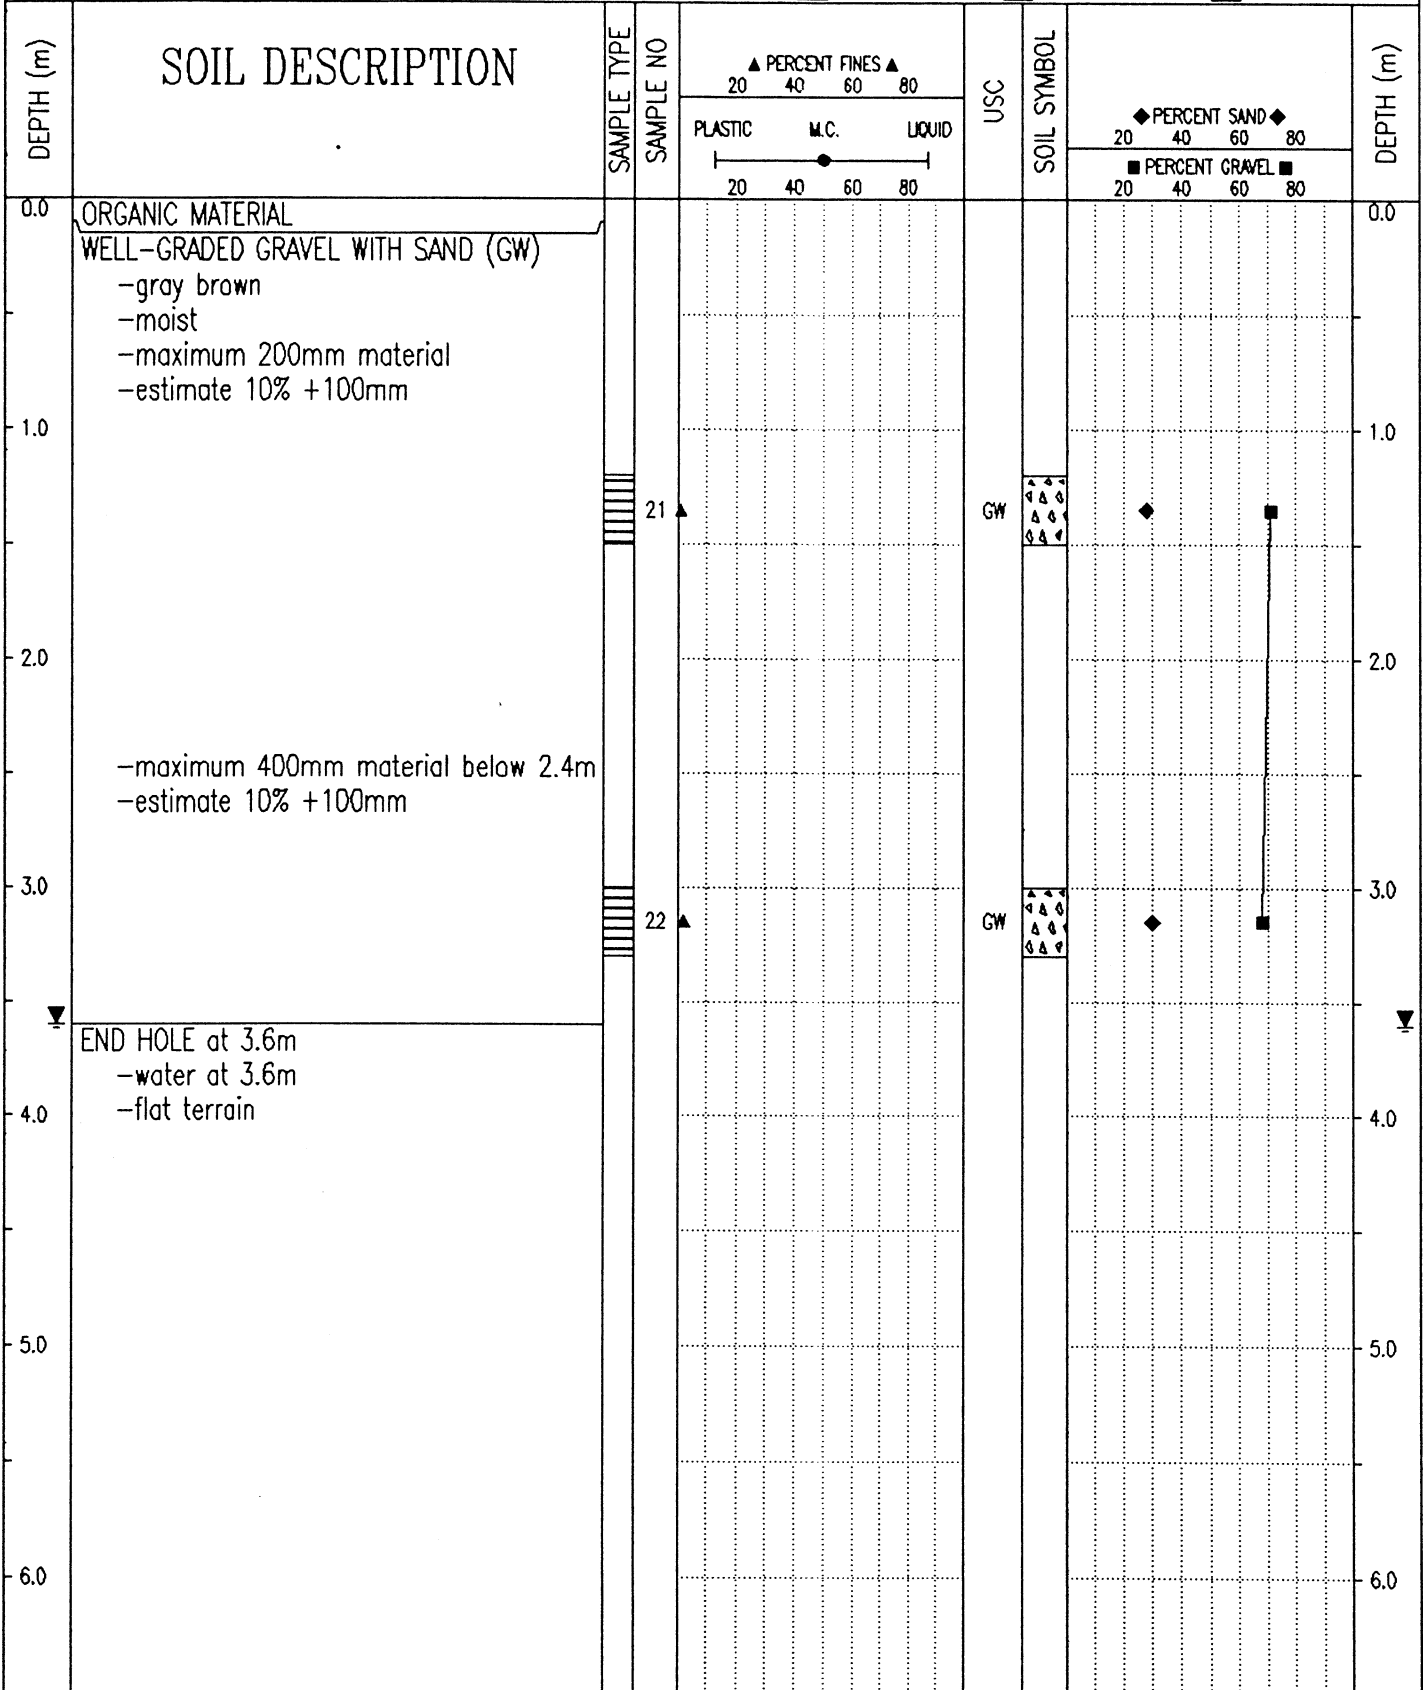 DEPTH (m)
SOIL DESCRIPTION
SAMPLE TYPE
SAMPLE NO
▲ PERCENT FINES ▲
20 40 60 80
PLASTIC M.C. LIQUID
20 40 60 80
USC
SOIL SYMBOL
◆ PERCENT SAND ◆
20 40 60 80
■ PERCENT GRAVEL ■
20 40 60 80
DEPTH (m)
0.0 ORGANIC MATERIAL 0.0
WELL-GRADED GRAVEL WITH SAND (GW)
-gray brown
-moist
-maximum 200mm material
-estimate 10% +100mm
1.0 1.0
21 GW
2.0 2.0
-maximum 400mm material below 2.4m
-estimate 10% +100mm
3.0 3.0
22 GW
END HOLE at 3.6m
-water at 3.6m
-flat terrain
4.0 4.0
5.0 5.0
6.0 6.0